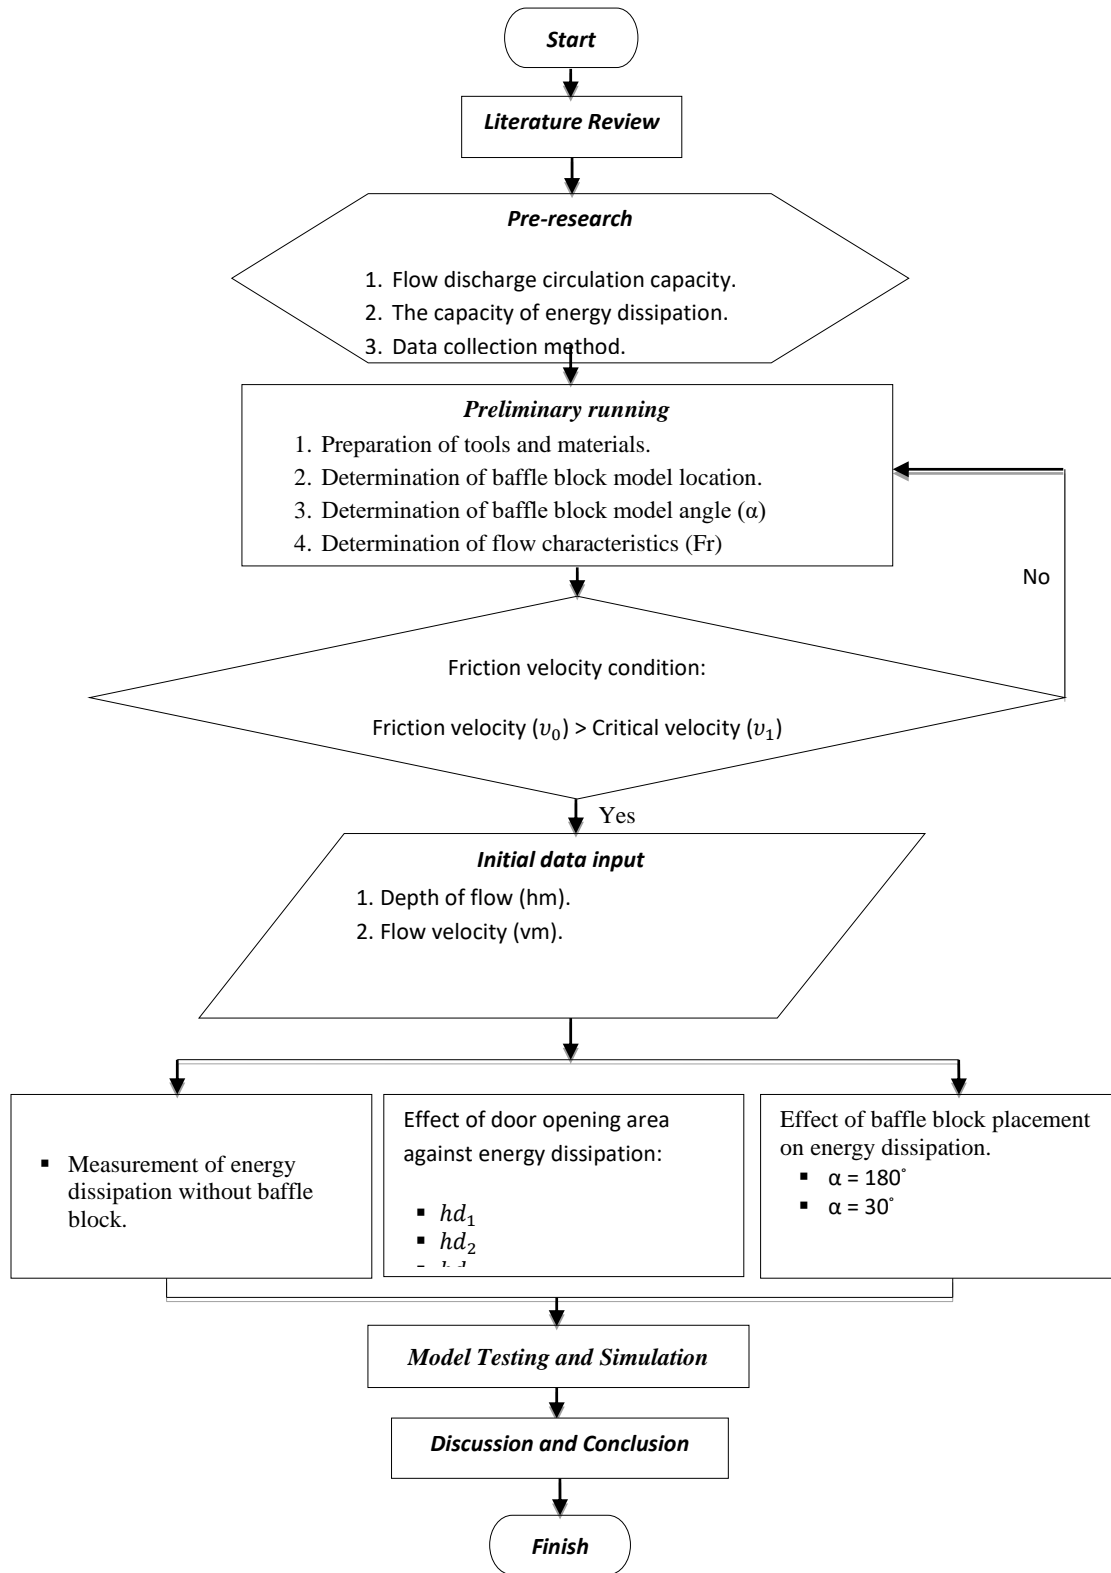 Start
Literature Review
Pre-research
1. Flow discharge circulation capacity.
2. The capacity of energy dissipation.
3. Data collection method.
Preliminary running
1. Preparation of tools and materials.
2. Determination of baffle block model location.
3. Determination of baffle block model angle (α)
4. Determination of flow characteristics (Fr)
No
Friction velocity condition:
Friction velocity (𝜐₀) > Critical velocity (𝜐₁)
Yes
Initial data input
1. Depth of flow (hm).
2. Flow velocity (vm).
▪ Measurement of energy
dissipation without baffle
block.
Effect of door opening area
against energy dissipation:
▪ ℎ𝑑₁
▪ ℎ𝑑₂
Effect of baffle block placement
on energy dissipation.
▪ α = 180°
▪ α = 30°
Model Testing and Simulation
Discussion and Conclusion
Finish